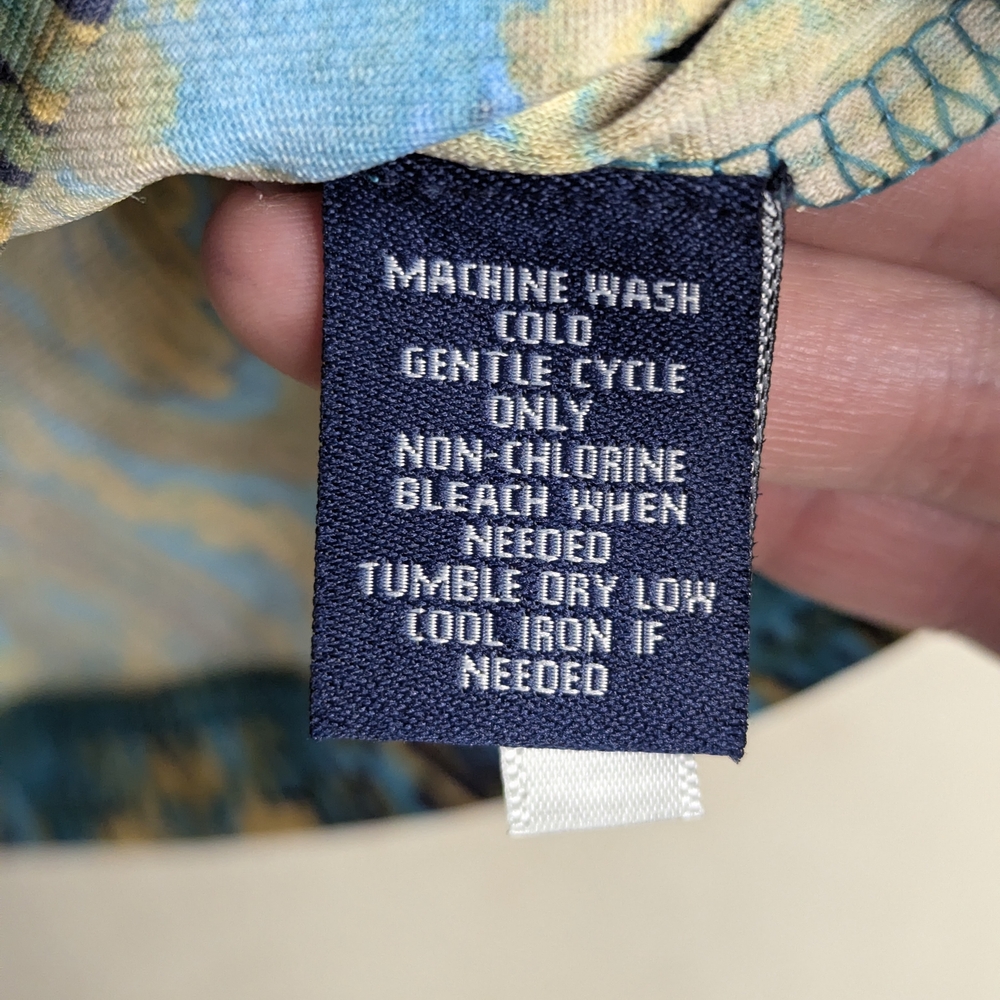 MACHINE WASH
COLD
GENTLE CYCLE
ONLY
NON-CHLORINE
BLEACH WHEN
NEEDED
TUMBLE DRY LOW
COOL IRON IF
NEEDED